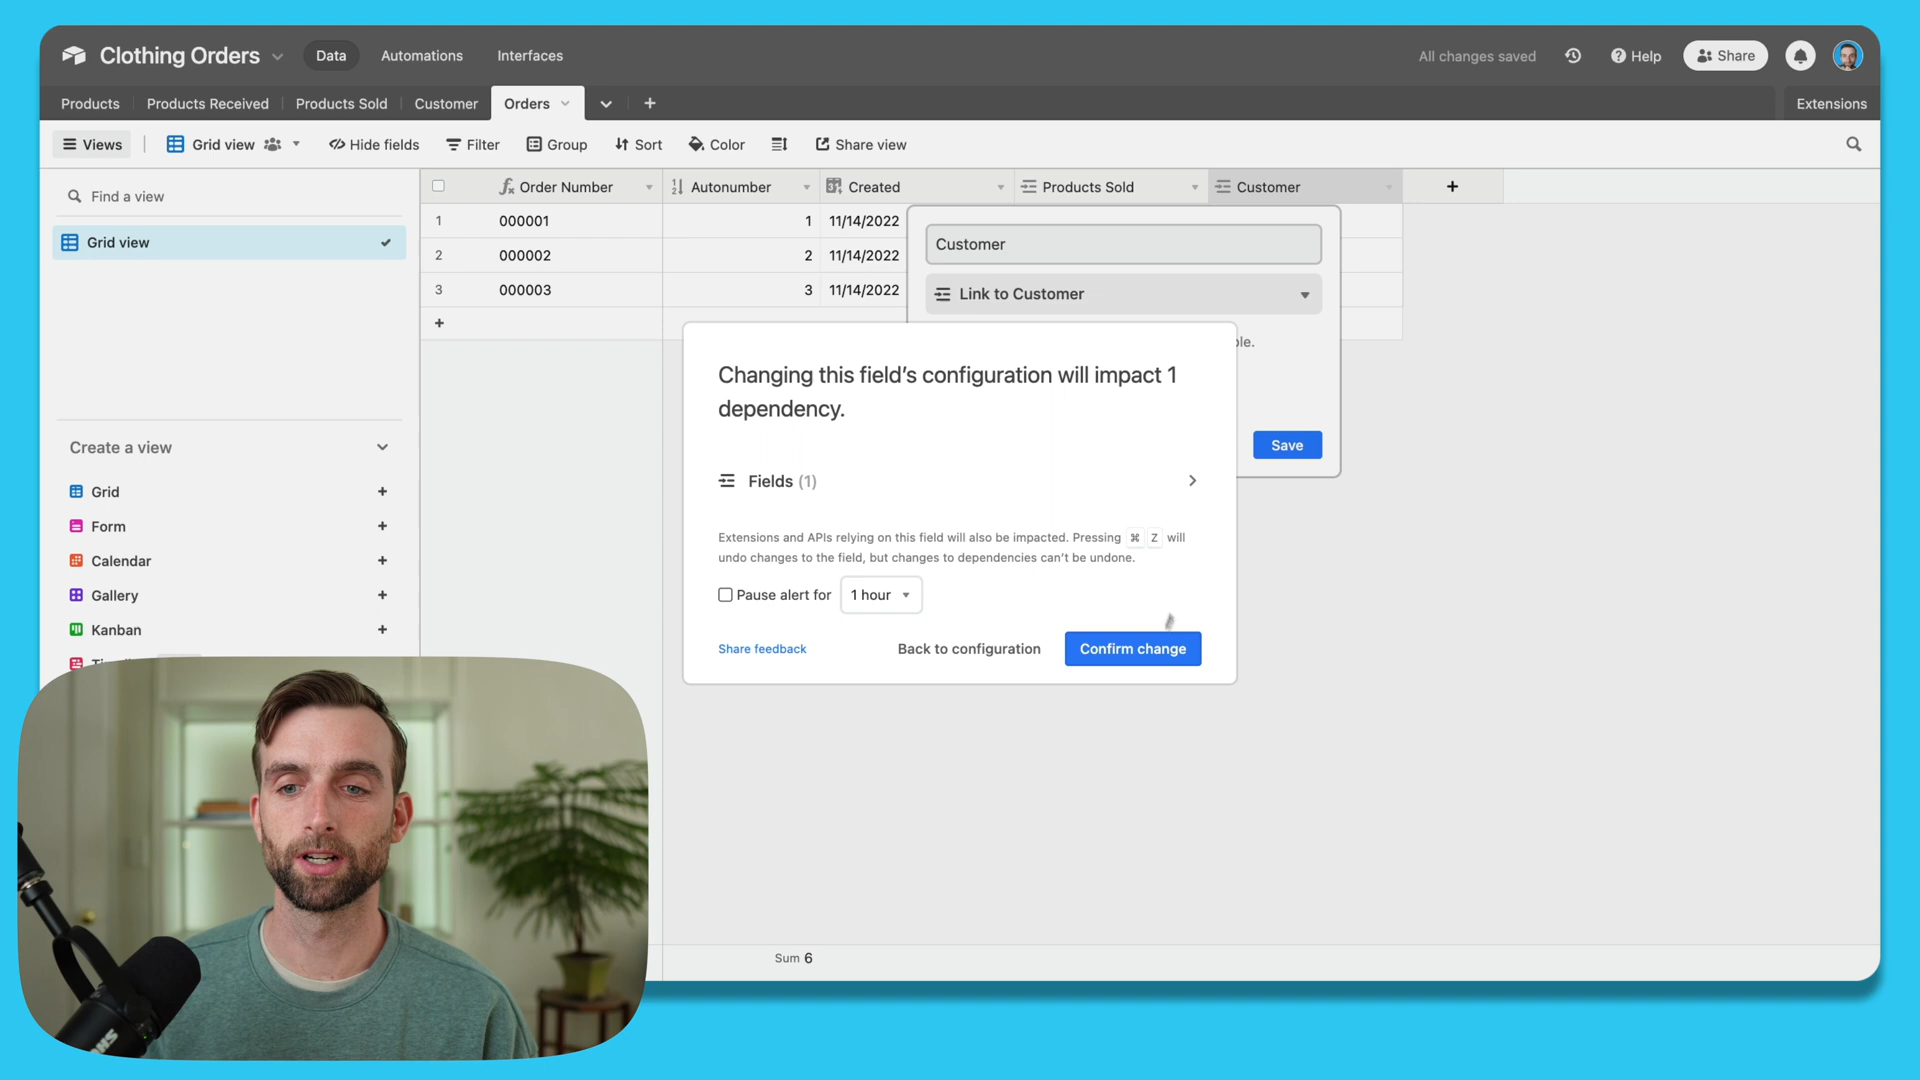 Clothing Orders
Data
Automations
Interfaces
All changes saved
Help
Share
Products
Products Received
Products Sold
Customer
Orders
Extensions
Views
Grid view
Hide fields
Filter
Group
Sort
Color
Share view
Find a view
Grid view
Create a view
Grid
Form
Calendar
Gallery
Kanban
Order Number
Autonumber
Created
Products Sold
Customer
1 000001 1 11/14/2022
2 000002 2 11/14/2022
3 000003 3 11/14/2022
Customer
Link to Customer
Save
Changing this field’s configuration will impact 1
dependency.
Fields (1)
Extensions and APIs relying on this field will also be impacted. Pressing ⌘ Z will
undo changes to the field, but changes to dependencies can’t be undone.
Pause alert for 1 hour
Share feedback
Back to configuration
Confirm change
Sum 6